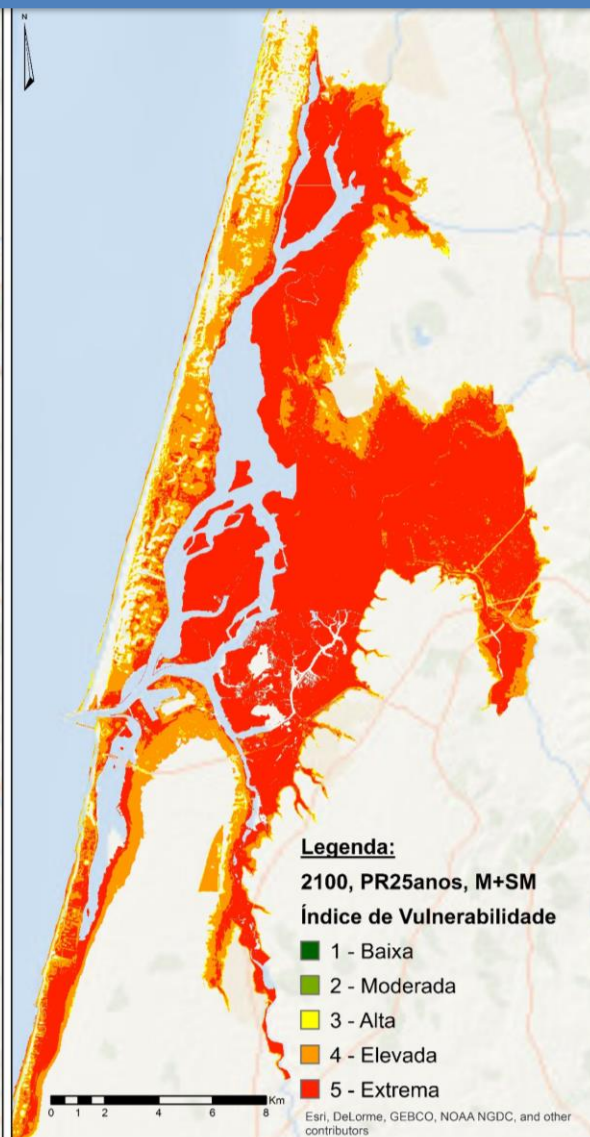 N
Legenda:
2100, PR25anos, M+SM
Índice de Vulnerabilidade
1 - Baixa
2 - Moderada
3 - Alta
4 - Elevada
5 - Extrema
Km
0 1 2 4 6 8
Esri, DeLorme, GEBCO, NOAA NGDC, and other
contributors